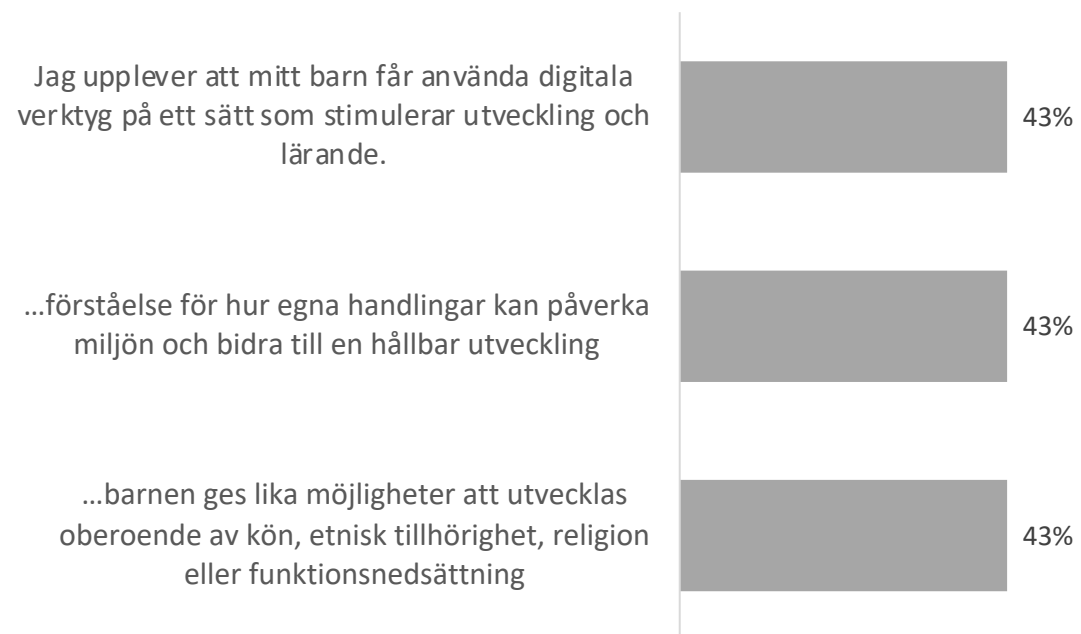 Jag upplever att mitt barn får använda digitala
verktyg på ett sätt som stimulerar utveckling och
lärande.
43%
...förståelse för hur egna handlingar kan påverka
miljön och bidra till en hållbar utveckling
43%
...barnen ges lika möjligheter att utvecklas
oberoende av kön, etnisk tillhörighet, religion
eller funktionsnedsättning
43%